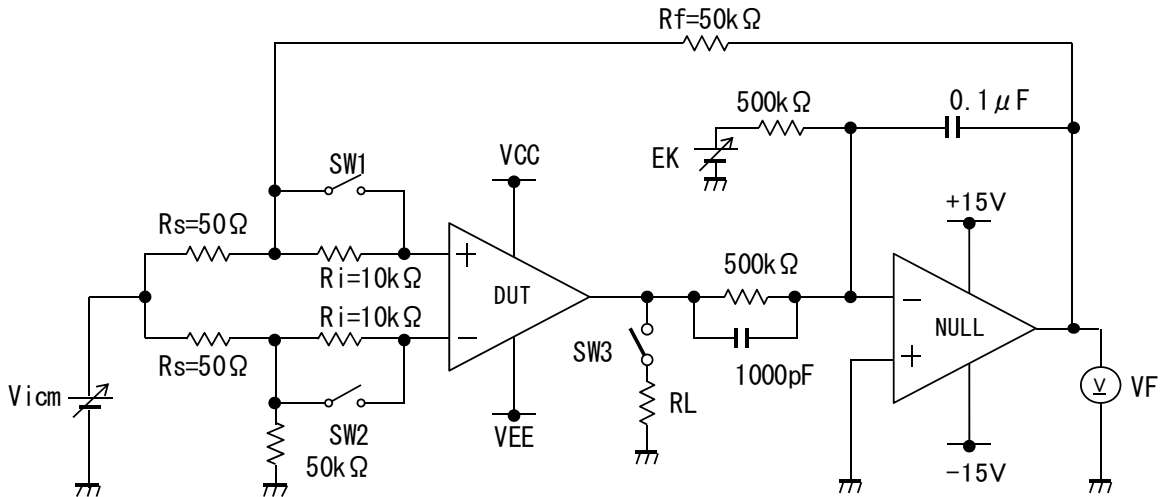 Rf=50kΩ
500kΩ
0.1μF
EK
SW1
VCC
+15V
Rs=50Ω
Ri=10kΩ
500kΩ
DUT
NULL
Ri=10kΩ
Rs=50Ω
SW3
1000pF
Vicm
V
VF
RL
SW2
VEE
50kΩ
-15V
+
-
-
+